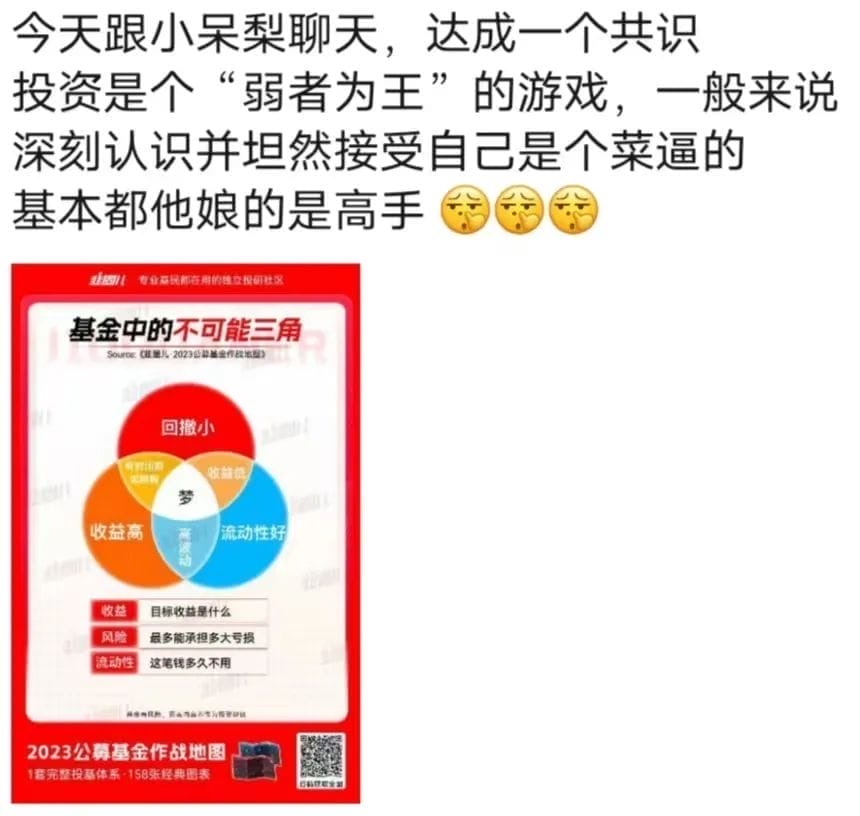 今天跟小呆梨聊天，达成一个共识
投资是个“弱者为王”的游戏，一般来说
深刻认识并坦然接受自己是个菜逼的
基本都他娘的是高手
韭圈儿 专业基民都在用的独立投研社区
基金中的不可能三角
Source:《韭圈儿·2023公募基金作战地图》
回撤小
收益低
梦
收益高
流动性好
高波动
收益 目标收益是什么
风险 最多能承担多大亏损
流动性 这笔钱多久不用
2023公募基金作战地图
1套完整投基体系·158张经典图表